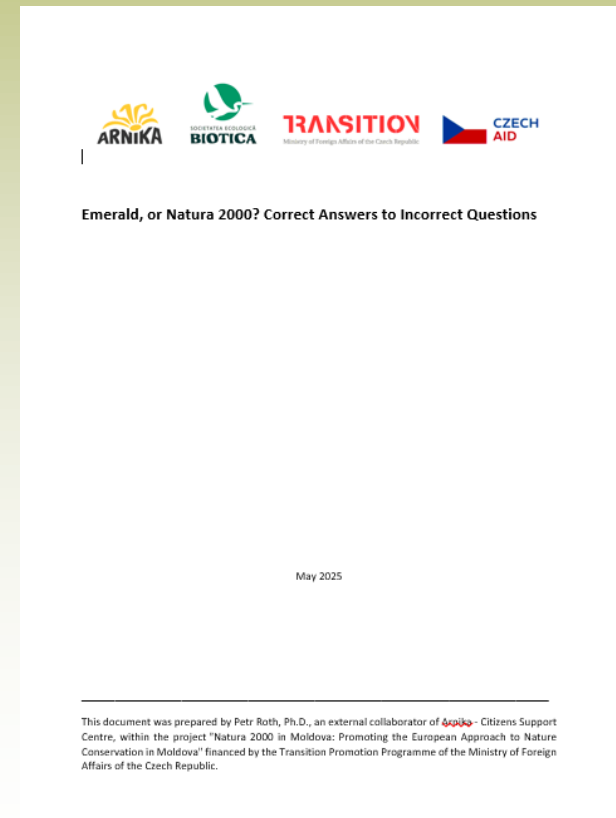 ARNIKA
SOCIETATEA ECOLOGICĂ
BIOTICA
TRANSITION
Ministry of Foreign Affairs of the Czech Republic
CZECH
AID
Emerald, or Natura 2000? Correct Answers to Incorrect Questions
May 2025
This document was prepared by Petr Roth, Ph.D., an external collaborator of Arnika - Citizens Support
Centre, within the project "Natura 2000 in Moldova: Promoting the European Approach to Nature
Conservation in Moldova" financed by the Transition Promotion Programme of the Ministry of Foreign
Affairs of the Czech Republic.